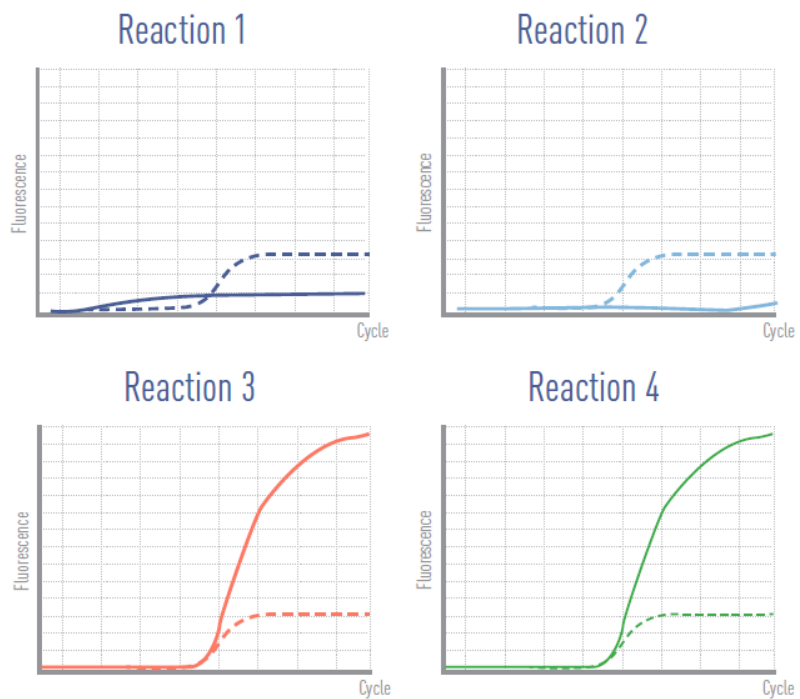 Reaction 1
Reaction 2
Fluorescence
Fluorescence
Cycle
Cycle
Reaction 3
Reaction 4
Fluorescence
Fluorescence
Cycle
Cycle